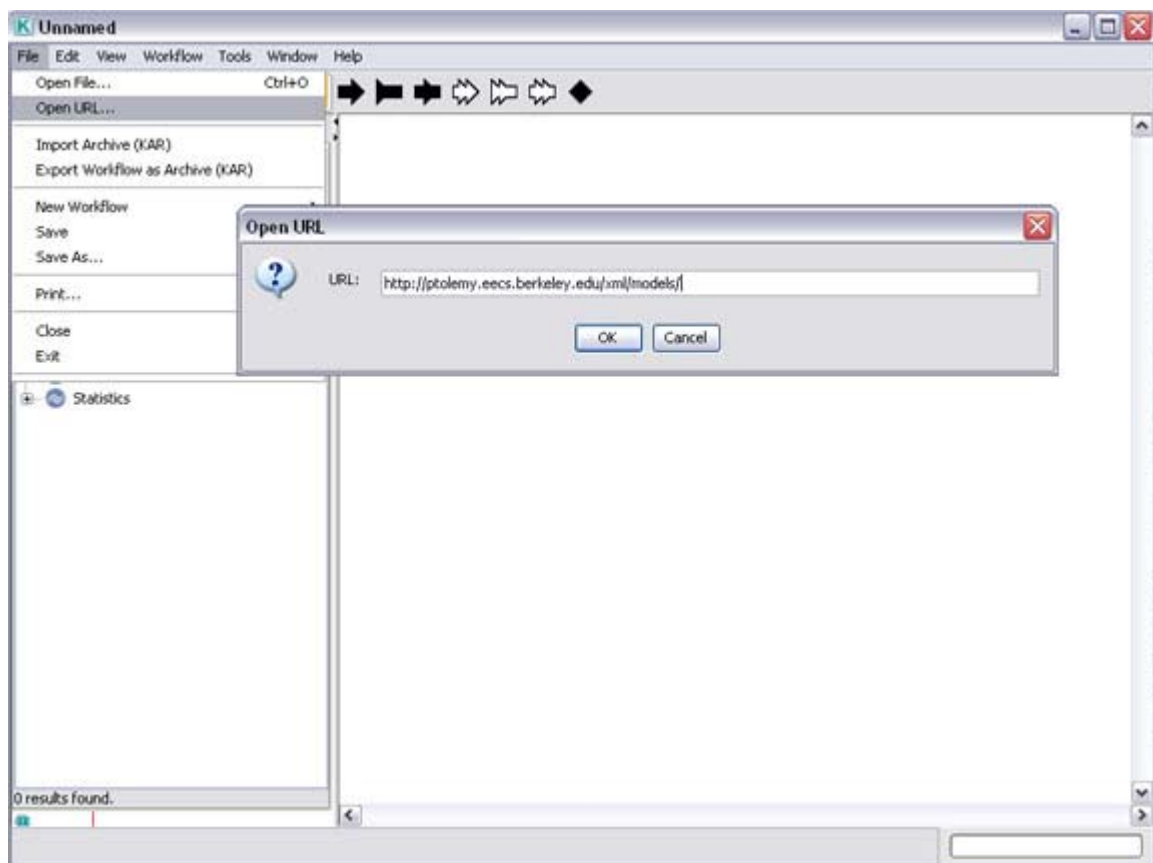 Unnamed
File Edit View Workflow Tools Window Help
Open File... Ctrl+O
Open URL...
Import Archive (KAR)
Export Workflow as Archive (KAR)
New Workflow
Save
Save As...
Print...
Close
Exit
Open URL
URL: http://ptolemy.eecs.berkeley.edu/xml/models/
OK Cancel
Statistics
0 results found.